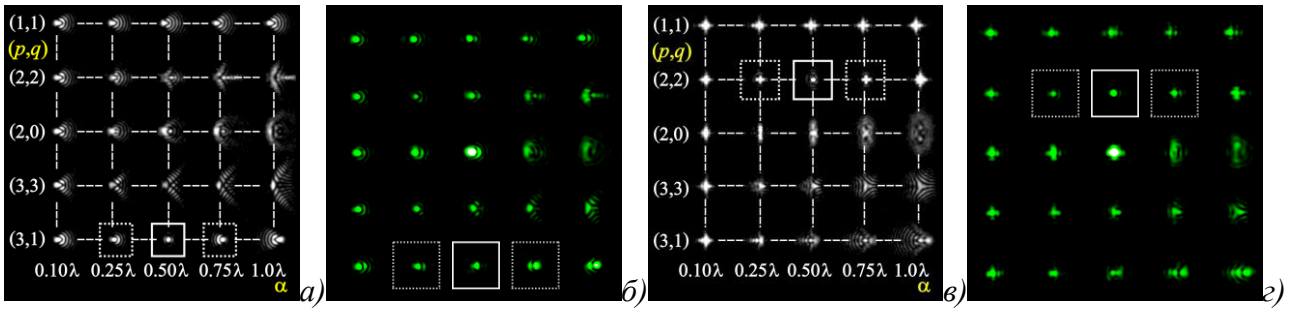 (1,1)
(p,q)
(2,2)
(2,0)
(3,3)
(3,1)
0.10λ 0.25λ 0.50λ 0.75λ 1.0λ
α
а)
б)
(1,1)
(p,q)
(2,2)
(2,0)
(3,3)
(3,1)
0.10λ 0.25λ 0.50λ 0.75λ 1.0λ
α
в)
г)